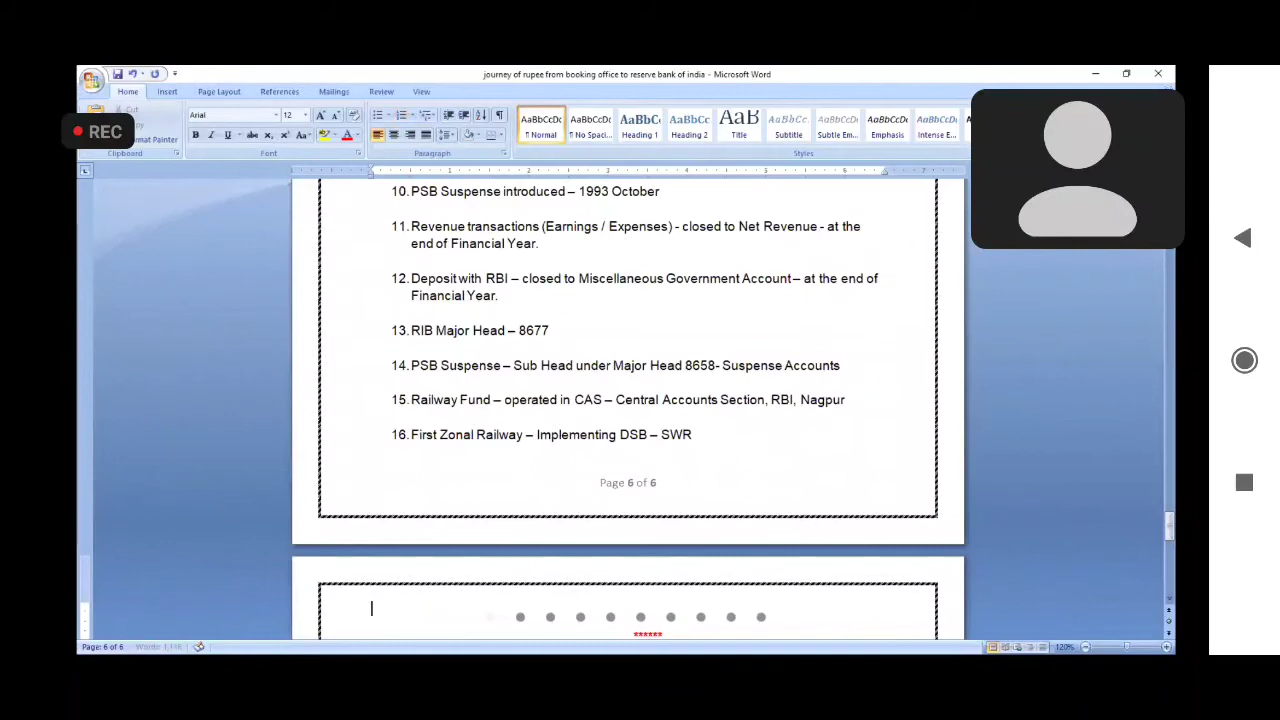 journey of rupee from booking office to reserve bank of india - Microsoft Word
Home Insert Page Layout References Mailings Review View
REC
Cut
Format Painter
Clipboard
Arial 12
Font
Paragraph
AaBbCcDc AaBbCcDc AaBbCc AaBbCc AaB AaBbCc AaBbCcDc AaBbCcDc AaBbCcDc
¶ Normal ¶ No Spaci... Heading 1 Heading 2 Title Subtitle Subtle Em... Emphasis Intense E...
Styles
10. PSB Suspense introduced – 1993 October
11. Revenue transactions (Earnings / Expenses) - closed to Net Revenue - at the
end of Financial Year.
12. Deposit with RBI – closed to Miscellaneous Government Account – at the end of
Financial Year.
13. RIB Major Head – 8677
14. PSB Suspense – Sub Head under Major Head 8658- Suspense Accounts
15. Railway Fund – operated in CAS – Central Accounts Section, RBI, Nagpur
16. First Zonal Railway – Implementing DSB – SWR
Page 6 of 6
******
Page: 6 of 6 Words: 120%